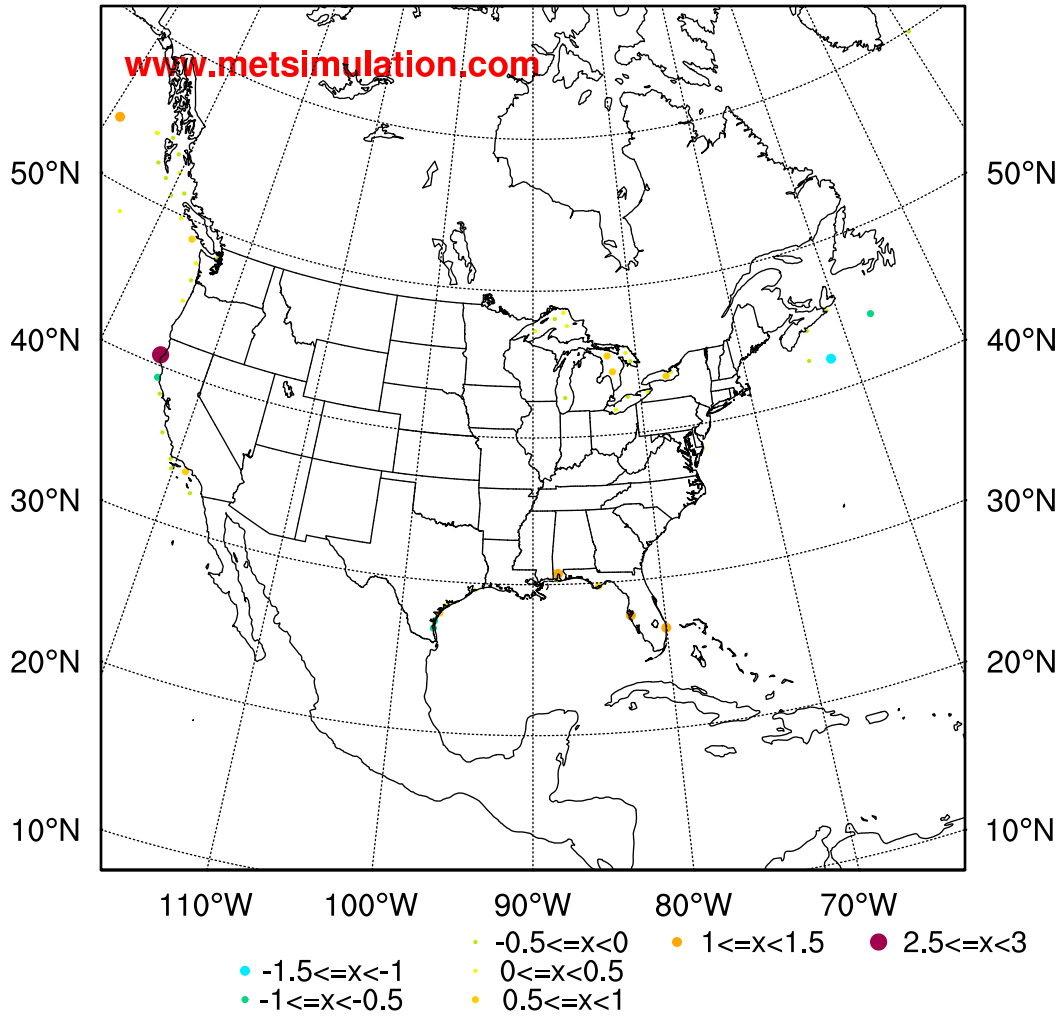 www.metsimulation.com
50°N 50°N
40°N 40°N
30°N 30°N
20°N 20°N
10°N 10°N
110°W 100°W 90°W 80°W 70°W
-0.5<=x<0 1<=x<1.5 2.5<=x<3
-1.5<=x<-1 0<=x<0.5
-1<=x<-0.5 0.5<=x<1